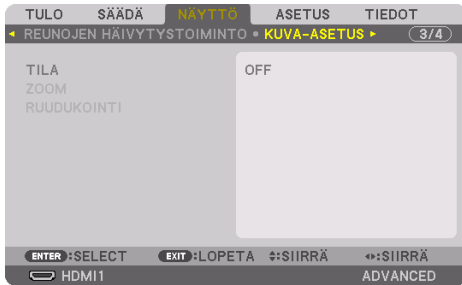 TULO SÄÄDÄ NÄYTTÖ ASETUS TIEDOT
REUNOJEN HÄIVYTYSTOIMINTO • KUVA-ASETUS 3/4
TILA OFF
ZOOM
RUUDUKOINTI
ENTER :SELECT EXIT :LOPETA :SIIRRÄ :SIIRRÄ
HDMI1 ADVANCED